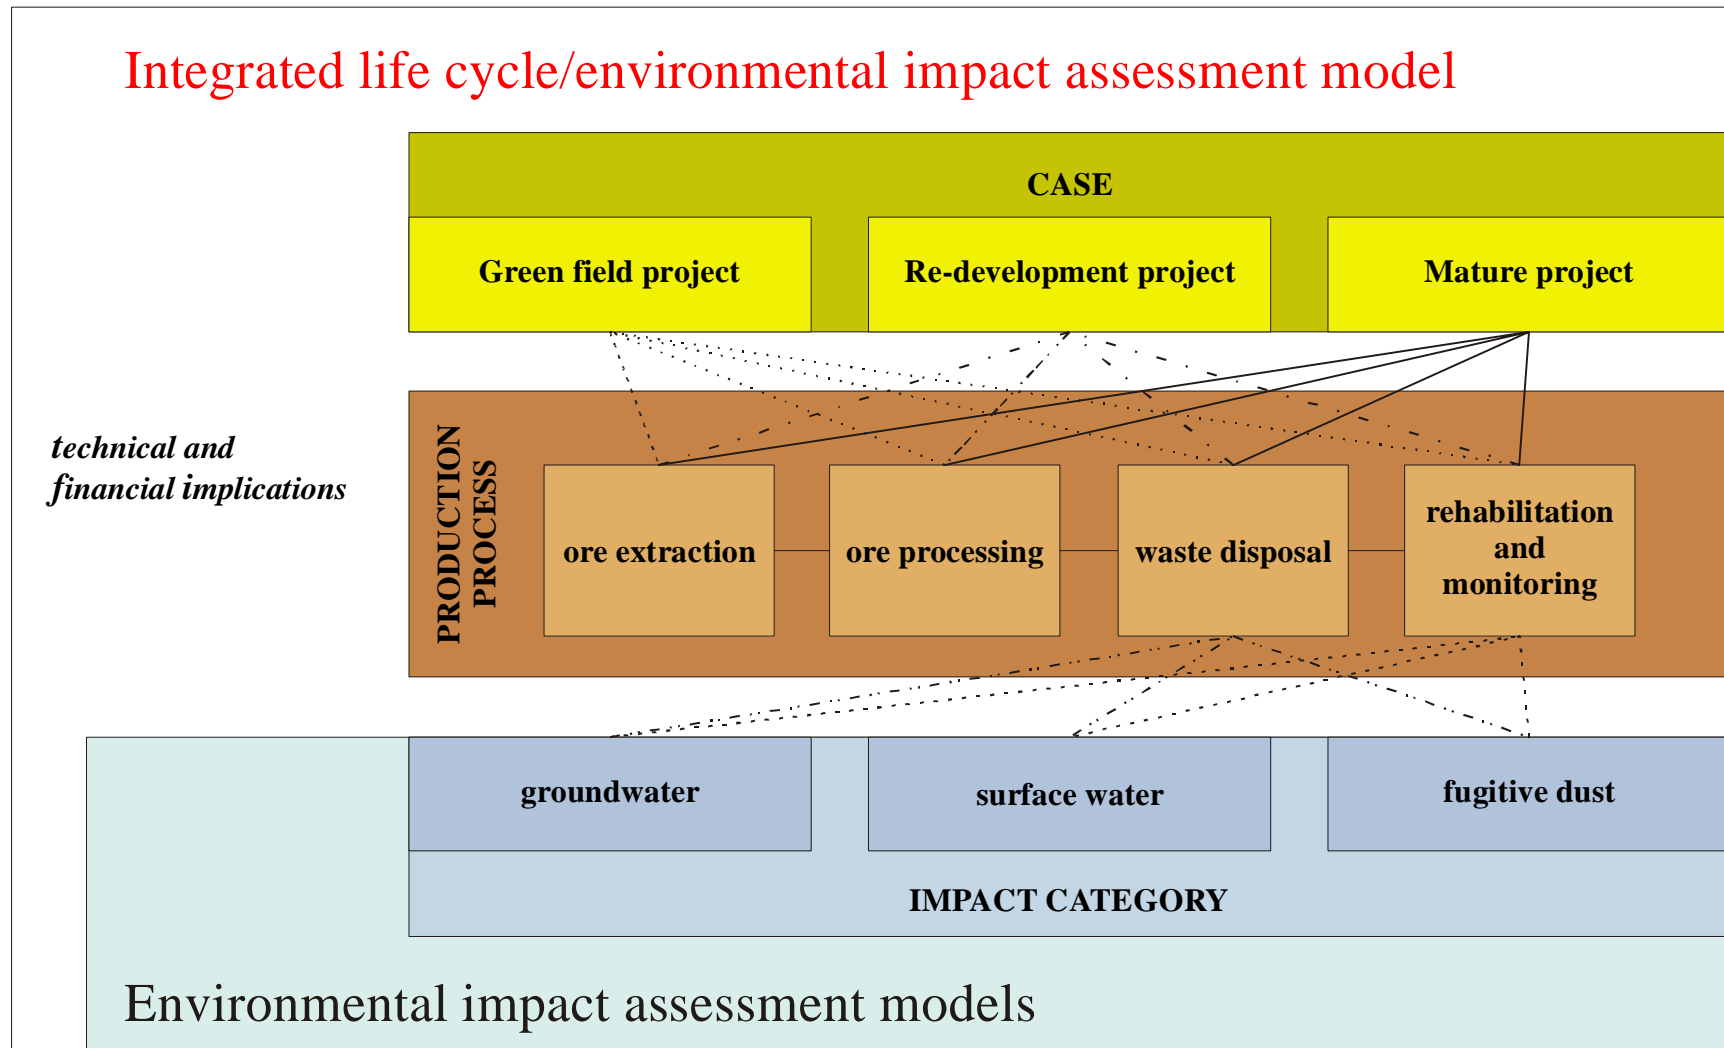 Integrated life cycle/environmental impact assessment model
CASE
Green field project
Re-development project
Mature project
technical and
financial implications
PRODUCTION
PROCESS
ore extraction
ore processing
waste disposal
rehabilitation
and
monitoring
groundwater
surface water
fugitive dust
IMPACT CATEGORY
Environmental impact assessment models